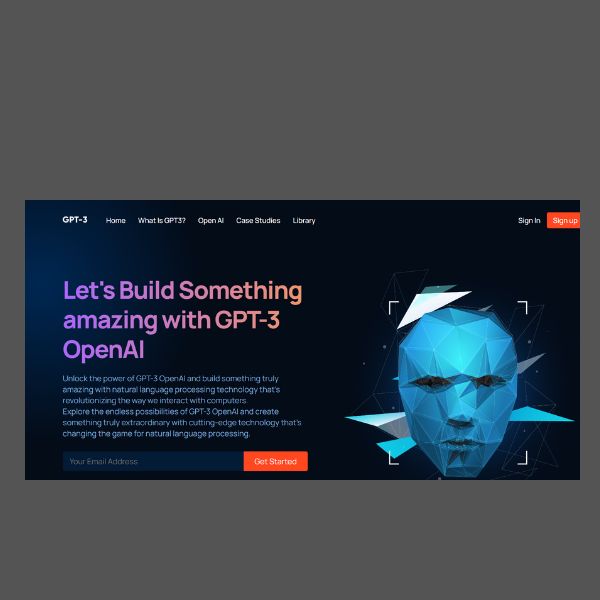 GPT-3 Home What Is GPT3? Open AI Case Studies Library Sign In Sign up
Let's Build Something
amazing with GPT-3
OpenAI
Unlock the power of GPT-3 OpenAI and build something truly
amazing with natural language processing technology that's
revolutionizing the way we interact with computers.
Explore the endless possibilities of GPT-3 OpenAI and create
something truly extraordinary with cutting-edge technology that's
changing the game for natural language processing.
Your Email Address Get Started